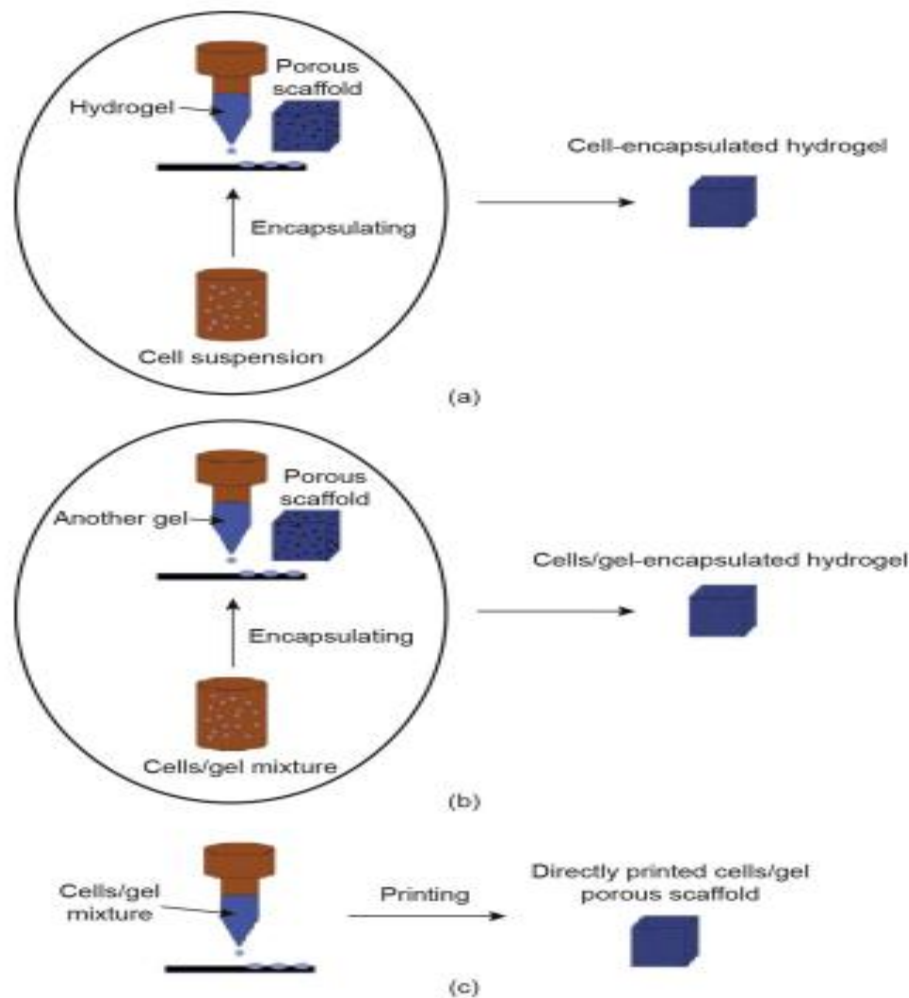 Porous
scaffold
Hydrogel
Cell-encapsulated hydrogel
Encapsulating
Cell suspension
(a)
Porous
scaffold
Another gel
Cells/gel-encapsulated hydrogel
Encapsulating
Cells/gel mixture
(b)
Cells/gel
mixture
Printing
Directly printed cells/gel
porous scaffold
(c)